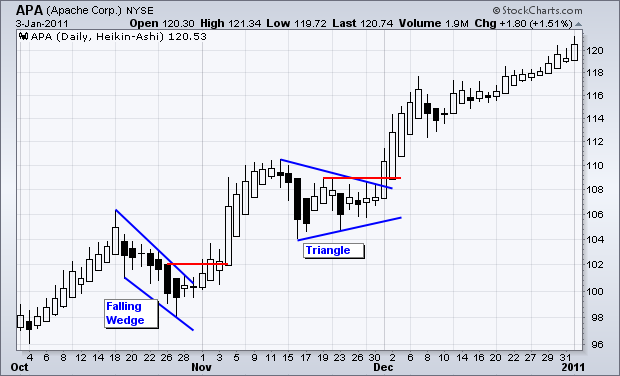 APA (Apache Corp.) NYSE © StockCharts.com
3-Jan-2011 Open 120.30 High 121.34 Low 119.72 Last 120.74 Volume 1.9M Chg +1.80 (+1.51%)
APA (Daily, Heikin-Ashi) 120.53
120
118
116
114
112
110
108
106
104
102
100
98
96
Triangle
Falling
Wedge
4 6 8 12 14 18 20 22 26 28 1 3 5 9 11 15 17 19 23 26 30 2 6 8 10 14 16 20 22 27 29 31
Oct Nov Dec 2011